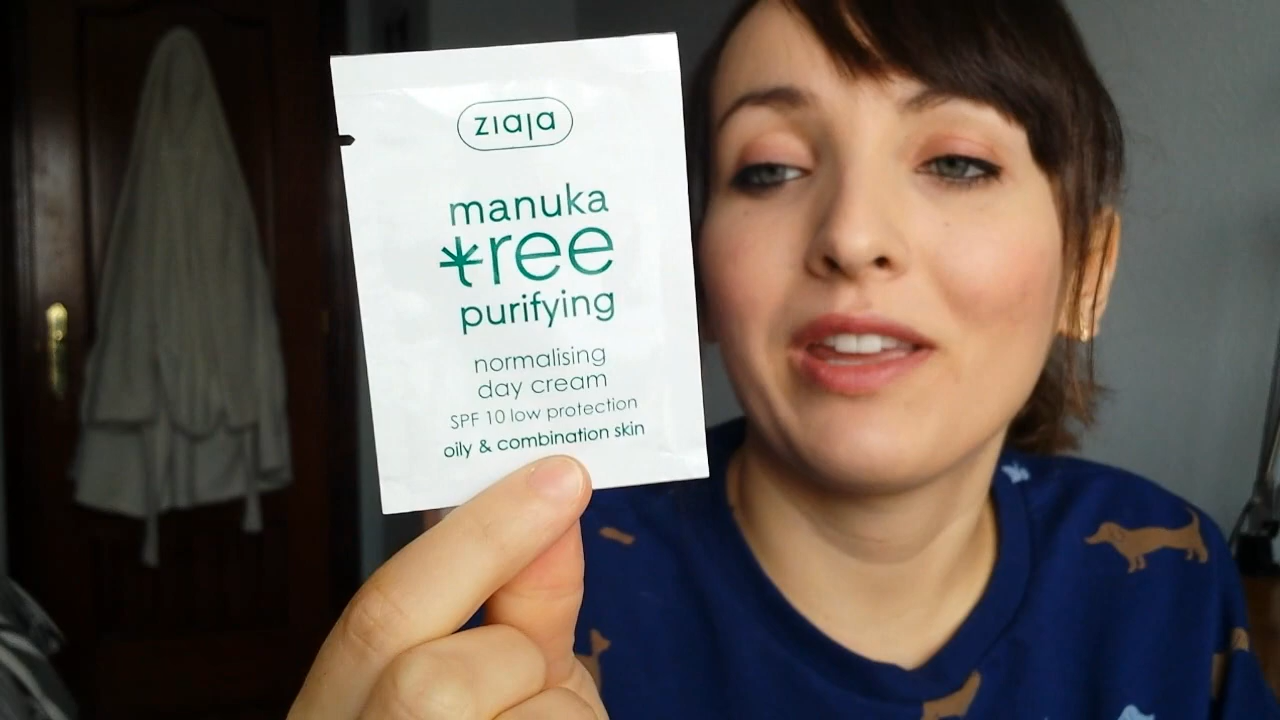 ziaja
manuka
tree
purifying
normalising
day cream
SPF 10 low protection
oily & combination skin